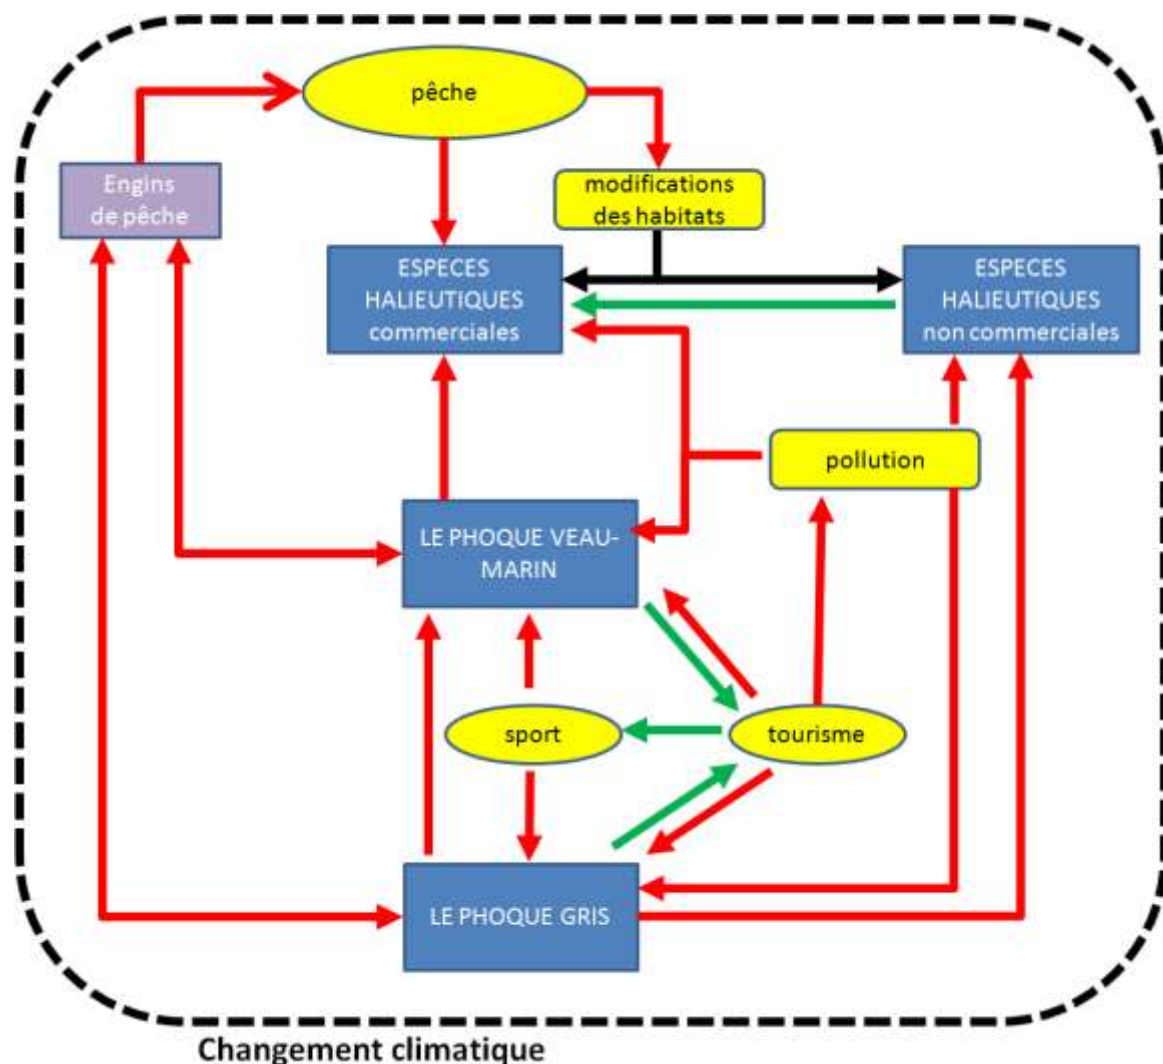 pêche
Engins
de pêche
modifications
des habitats
ESPECES
HALIEUTIQUES
commerciales
ESPECES
HALIEUTIQUES
non commerciales
pollution
LE PHOQUE VEAU-
MARIN
sport
tourisme
LE PHOQUE GRIS
Changement climatique